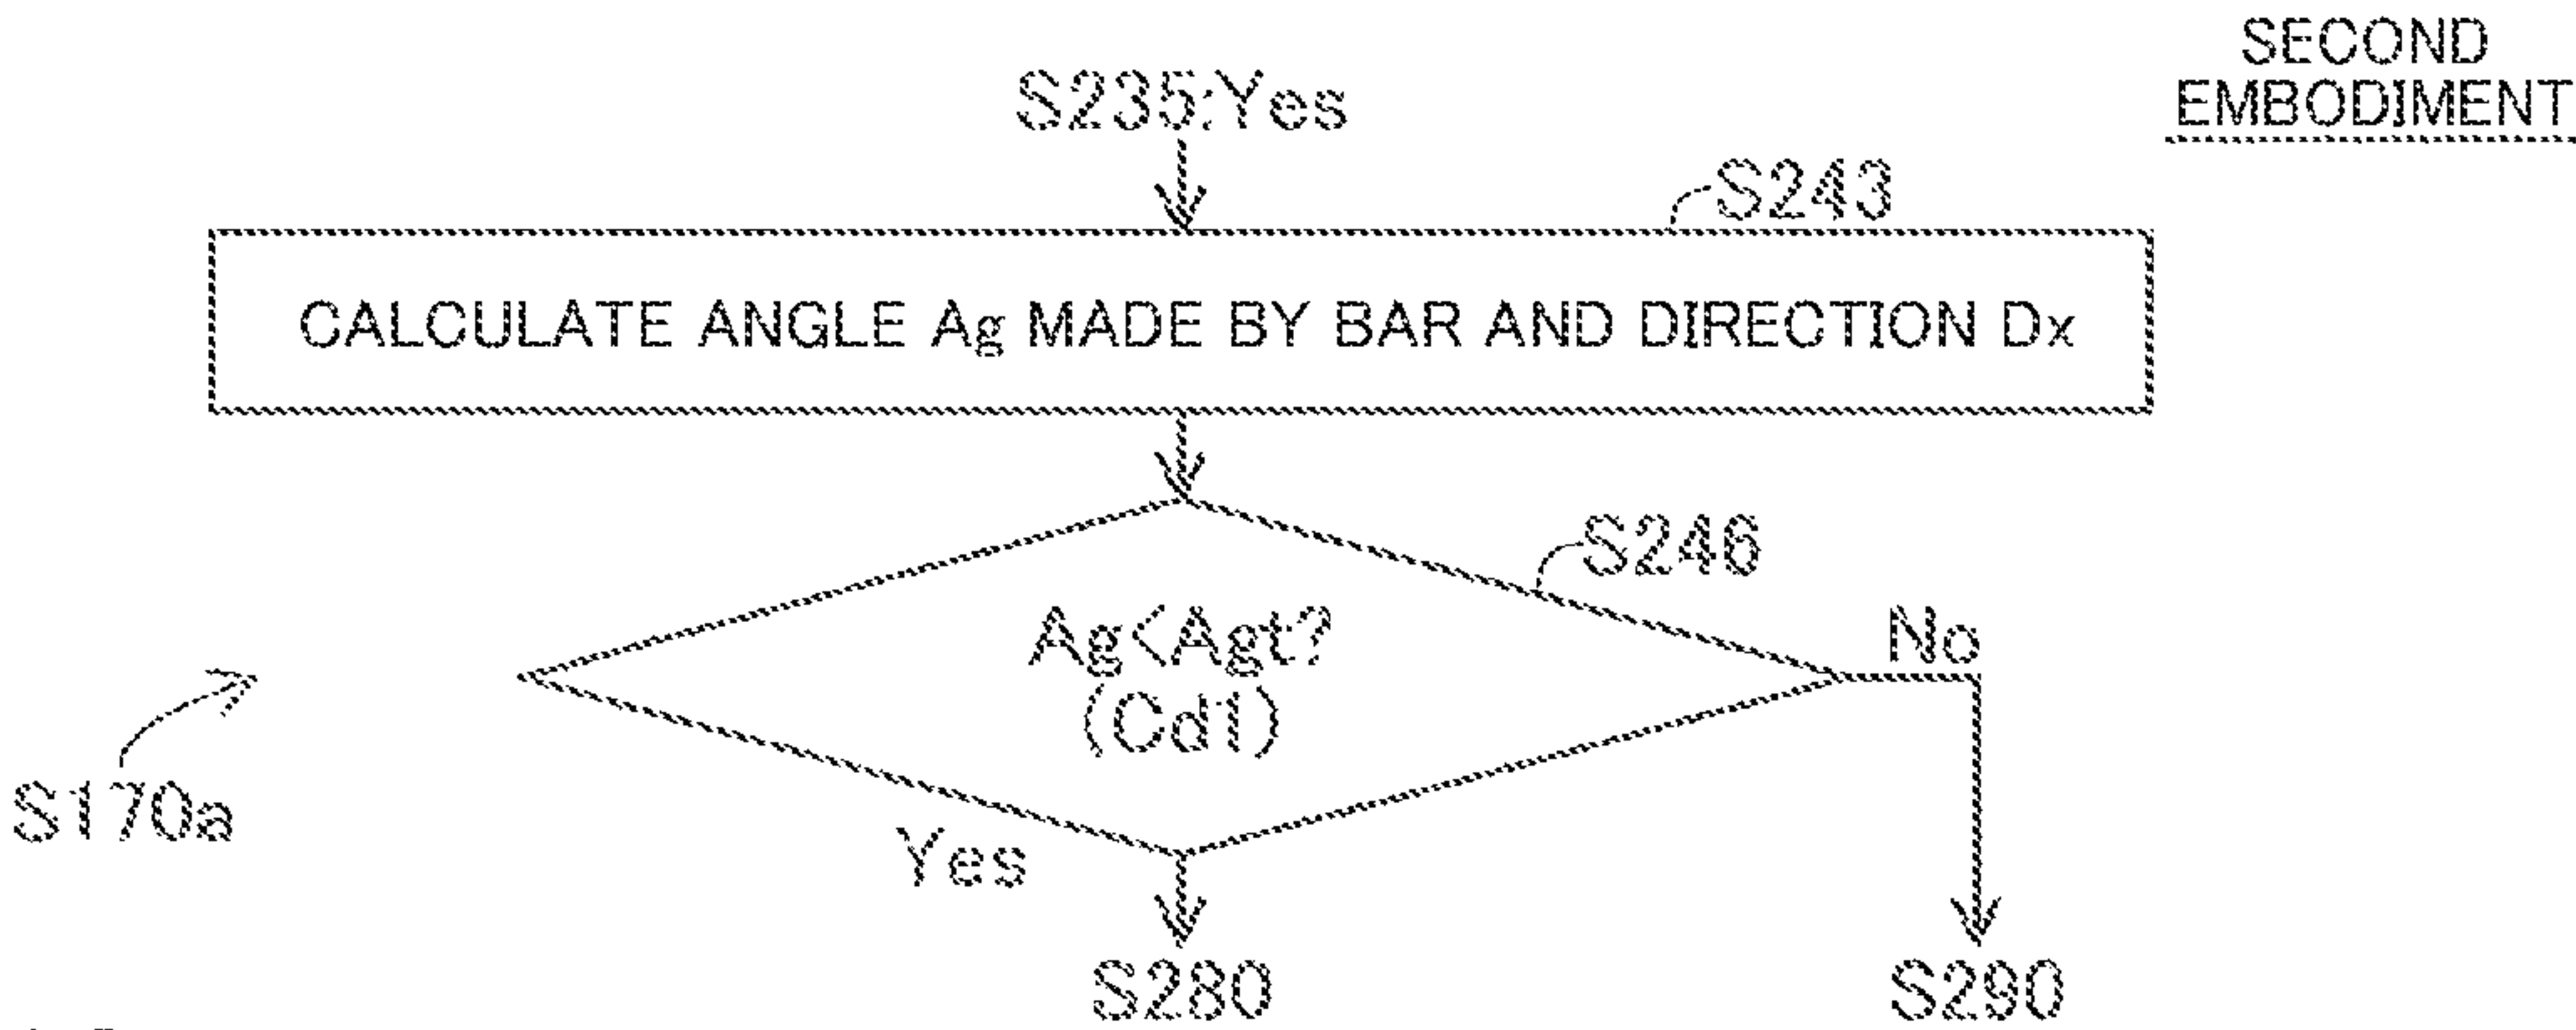 SECOND
EMBODIMENT
S235:Yes
S243
CALCULATE ANGLE Ag MADE BY BAR AND DIRECTION Dx
S246
Ag<Agt?
(Cd1)
No
S170a
Yes
S280
S290